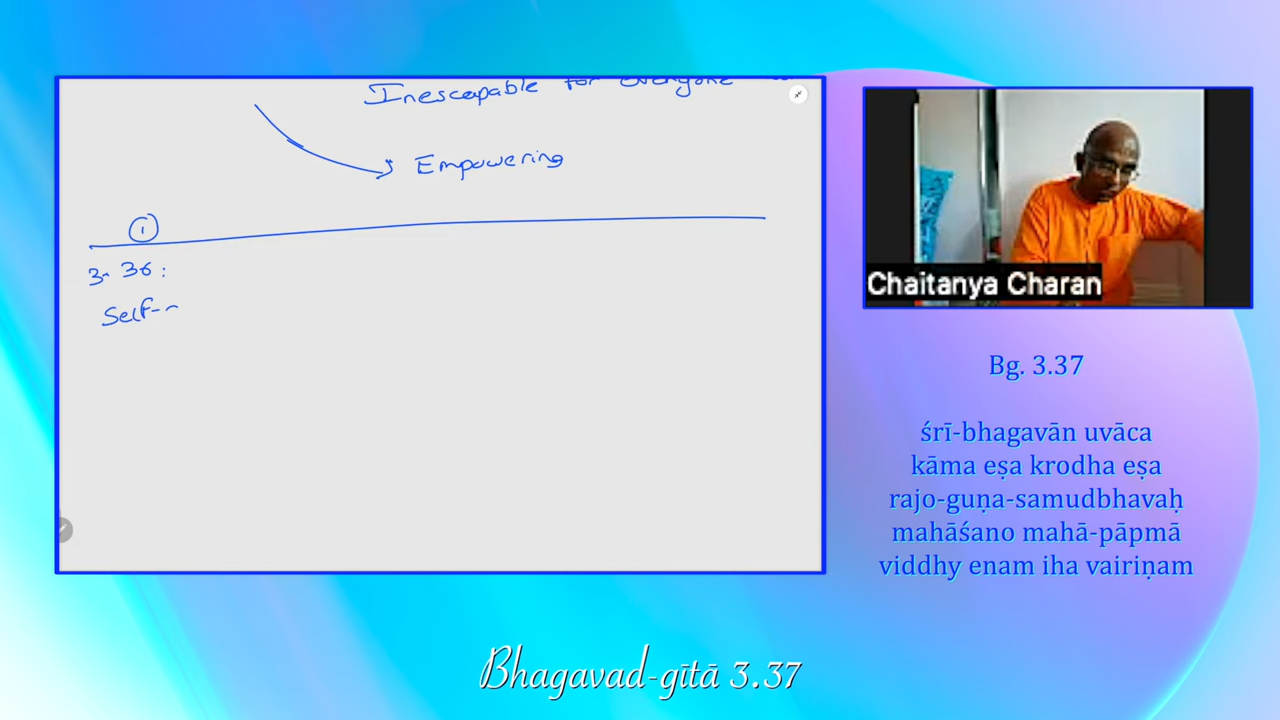 Inescapable for everyone
Empowering
1
3.36:
Self-
Chaitanya Charan
Bg. 3.37
śrī-bhagavān uvāca
kāma eṣa krodha eṣa
rajo-guṇa-samudbhavaḥ
mahāśano mahā-pāpmā
viddhy enam iha vairiṇam
Bhagavad-gītā 3.37